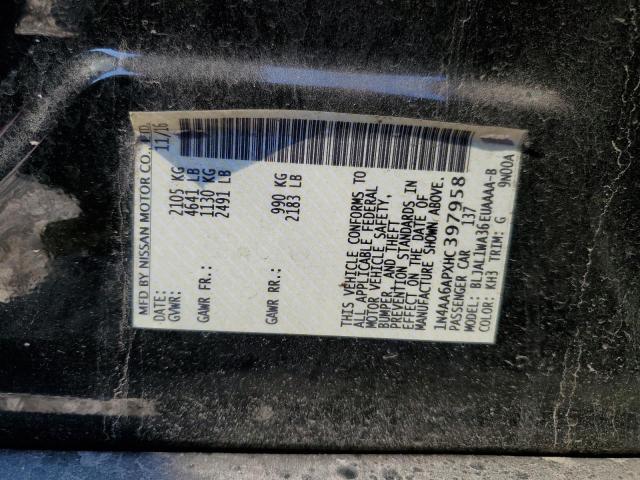 MFD BY NISSAN MOTOR CO., LTD.
DATE: 11/16
GVWR: 2105 KG
4641 LB
GAWR FR: 1130 KG
2491 LB
GAWR RR: 990 KG
2183 LB
THIS VEHICLE CONFORMS TO
ALL APPLICABLE FEDERAL
MOTOR VEHICLE SAFETY,
BUMPER, AND THEFT
PREVENTION STANDARDS IN
EFFECT ON THE DATE OF
MANUFACTURE SHOWN ABOVE.
1N4AA6APXHC397958
PASSENGER CAR 137
MODEL: BLJALWA36EUAAAA-B
COLOR: KH3 TRIM: G 9N00A